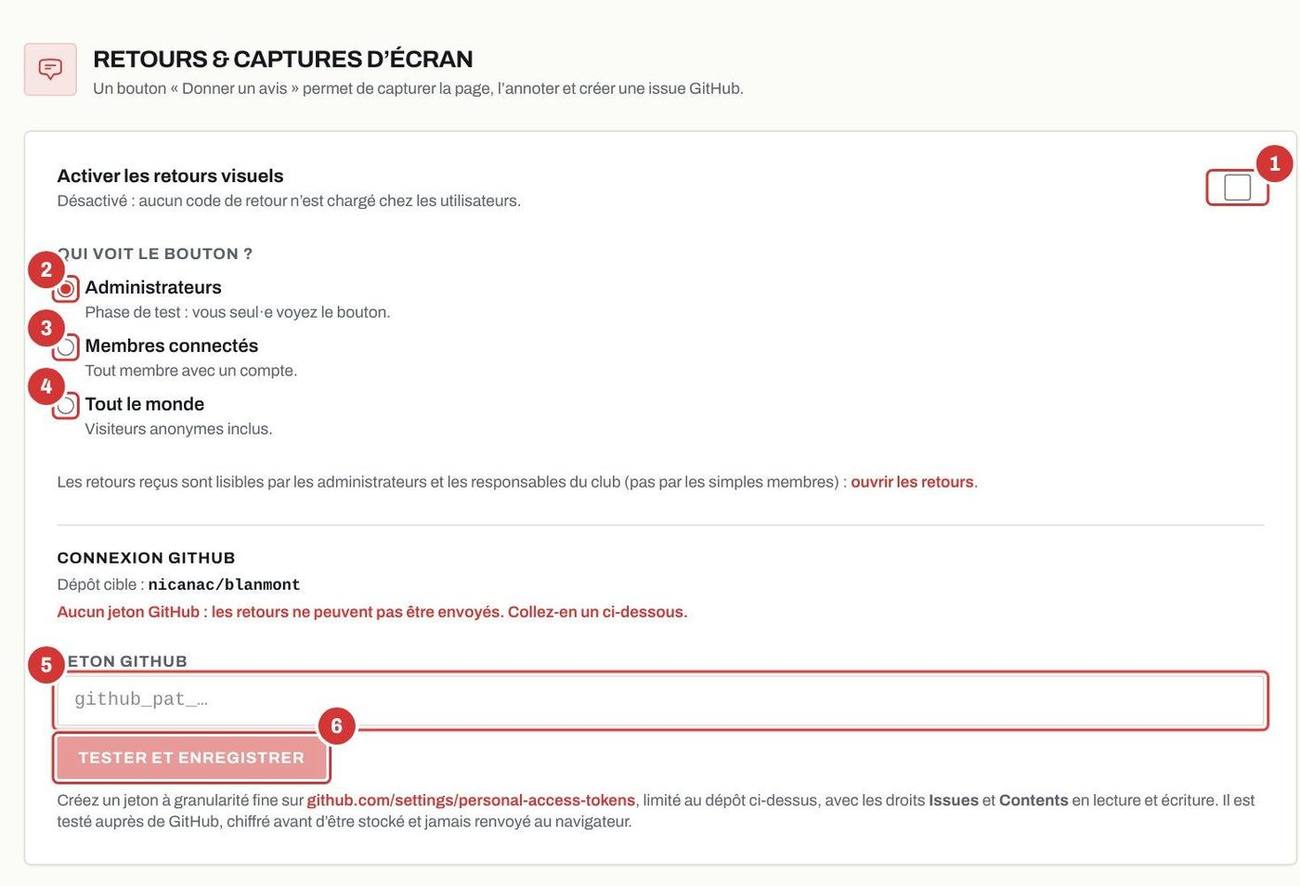 RETOURS & CAPTURES D’ÉCRAN
Un bouton « Donner un avis » permet de capturer la page, l’annoter et créer une issue GitHub.
1
Activer les retours visuels
Désactivé : aucun code de retour n’est chargé chez les utilisateurs.
QUI VOIT LE BOUTON ?
2
Administrateurs
Phase de test : vous seul·e voyez le bouton.
3
Membres connectés
Tout membre avec un compte.
4
Tout le monde
Visiteurs anonymes inclus.
Les retours reçus sont lisibles par les administrateurs et les responsables du club (pas par les simples membres) : ouvrir les retours.
CONNEXION GITHUB
Dépôt cible : nicanac/blanmont
Aucun jeton GitHub : les retours ne peuvent pas être envoyés. Collez-en un ci-dessous.
5
ETON GITHUB
github_pat_…
6
TESTER ET ENREGISTRER
Créez un jeton à granularité fine sur github.com/settings/personal-access-tokens, limité au dépôt ci-dessus, avec les droits Issues et Contents en lecture et écriture. Il est
testé auprès de GitHub, chiffré avant d’être stocké et jamais renvoyé au navigateur.